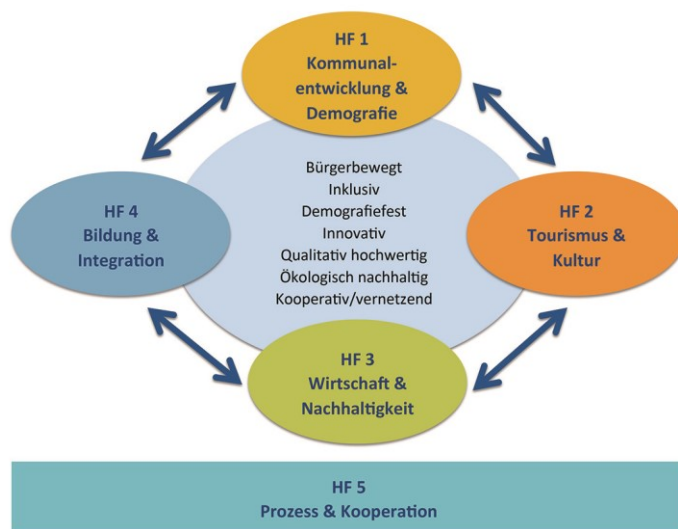 HF 1
Kommunal-
entwicklung &
Demografie
Bürgerbewegt
Inklusiv
Demografiefest
Innovativ
Qualitativ hochwertig
Ökologisch nachhaltig
Kooperativ/vernetzend
HF 4
Bildung &
Integration
HF 2
Tourismus &
Kultur
HF 3
Wirtschaft &
Nachhaltigkeit
HF 5
Prozess & Kooperation